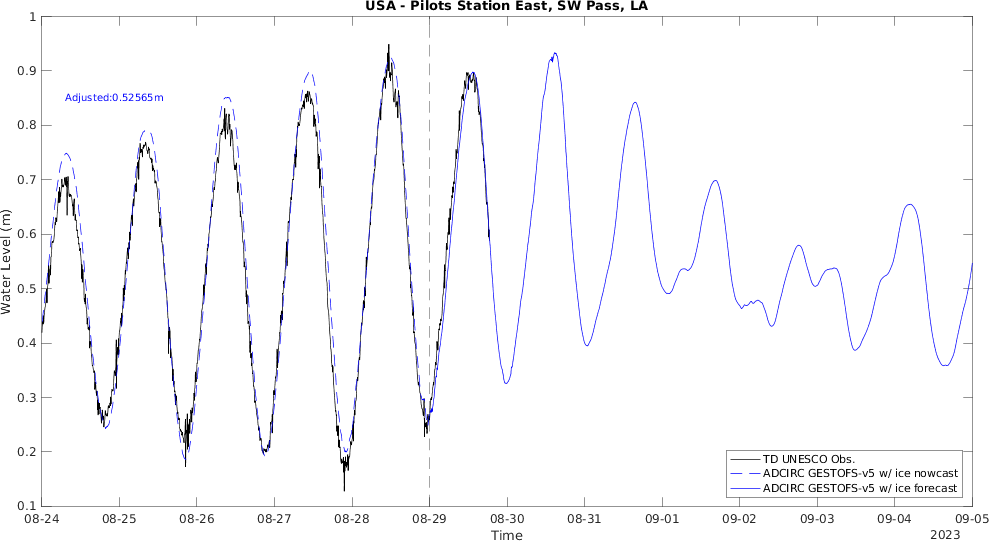 USA - Pilots Station East, SW Pass, LA
1
0.9
0.8
0.7
0.6
0.5
0.4
0.3
0.2
0.1
Water Level (m)
Adjusted:0.52565m
TD UNESCO Obs.
ADCIRC GESTOFS-v5 w/ ice nowcast
ADCIRC GESTOFS-v5 w/ ice forecast
08-24 08-25 08-26 08-27 08-28 08-29 08-30 08-31 09-01 09-02 09-03 09-04 09-05
Time
2023